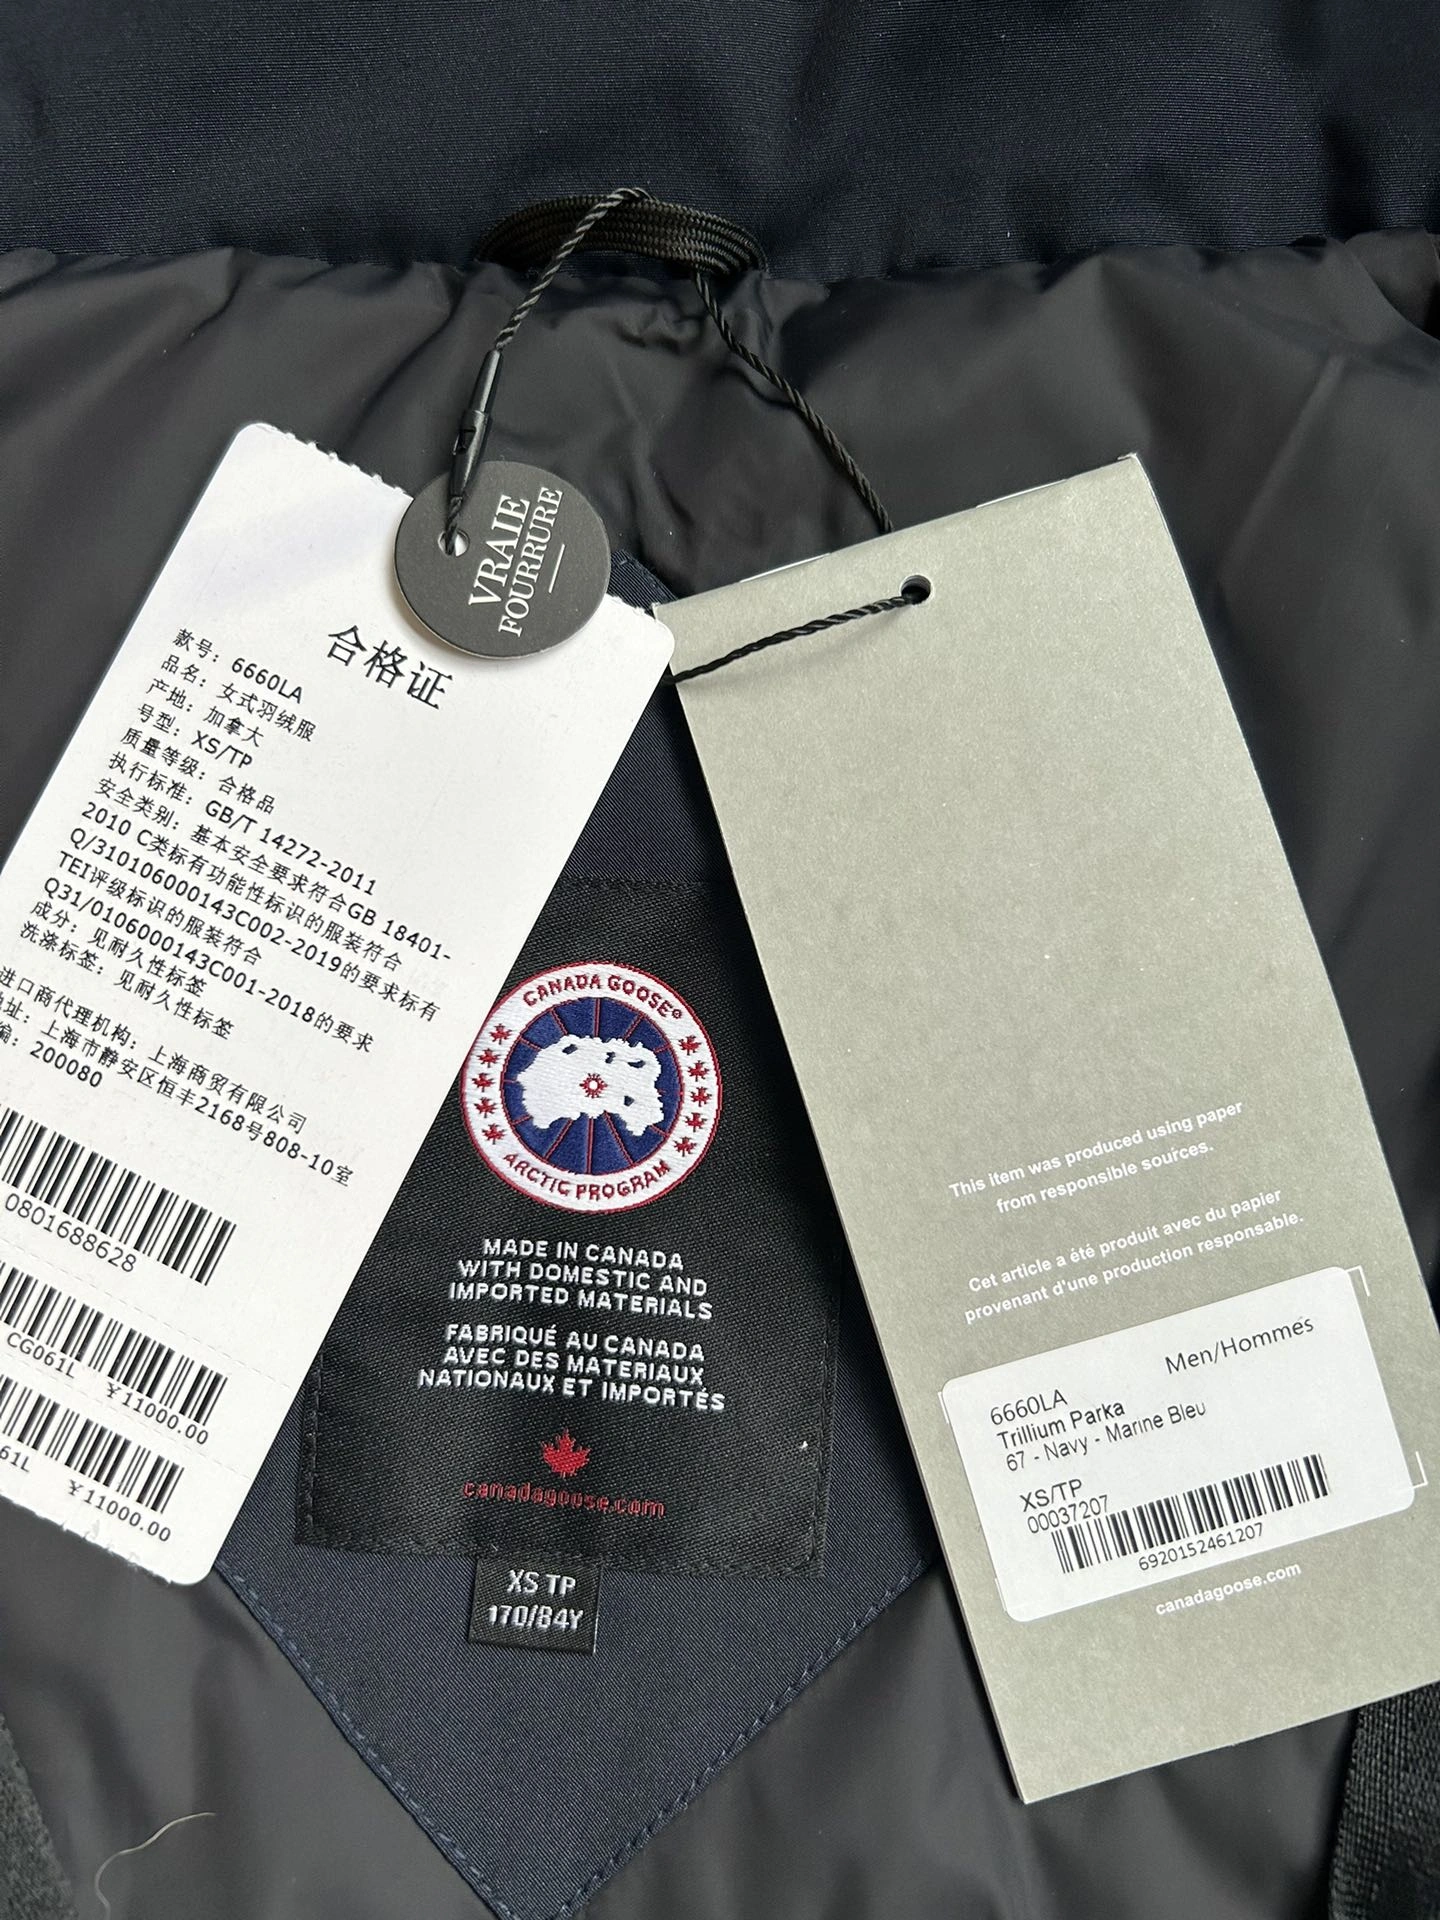 VRAIE
FOURRURE
合格证
款号: 6660LA
品名: 女式羽绒服
产地: 加拿大
号型: XS/TP
质量等级: 合格品
执行标准: GB/T 14272-2011
安全类别: 基本安全要求符合GB 18401-
2010 C类标有功能性标识的服装符合
Q/310106000143C002-2019的要求标有
TEI评级标识的服装符合
Q31/0106000143C001-2018的要求
成分: 见耐久性标签
洗涤标签: 见耐久性标签
进口商代理机构: 上海商贸有限公司
址: 上海市静安区恒丰2168号808-10室
编: 200080
0801688628
CG061L ¥11000.00
61L ¥11000.00
CANADA GOOSE®
ARCTIC PROGRAM
MADE IN CANADA
WITH DOMESTIC AND
IMPORTED MATERIALS
FABRIQUÉ AU CANADA
AVEC DES MATERIAUX
NATIONAUX ET IMPORTÉS
canadagoose.com
XS TP
170/84Y
This item was produced using paper
from responsible sources.
Cet article a été produit avec du papier
provenant d'une production responsable.
Men/Hommes
6660LA
Trillium Parka
67 - Navy - Marine Bleu
XS/TP
00037207
6920152461207
canadagoose.com